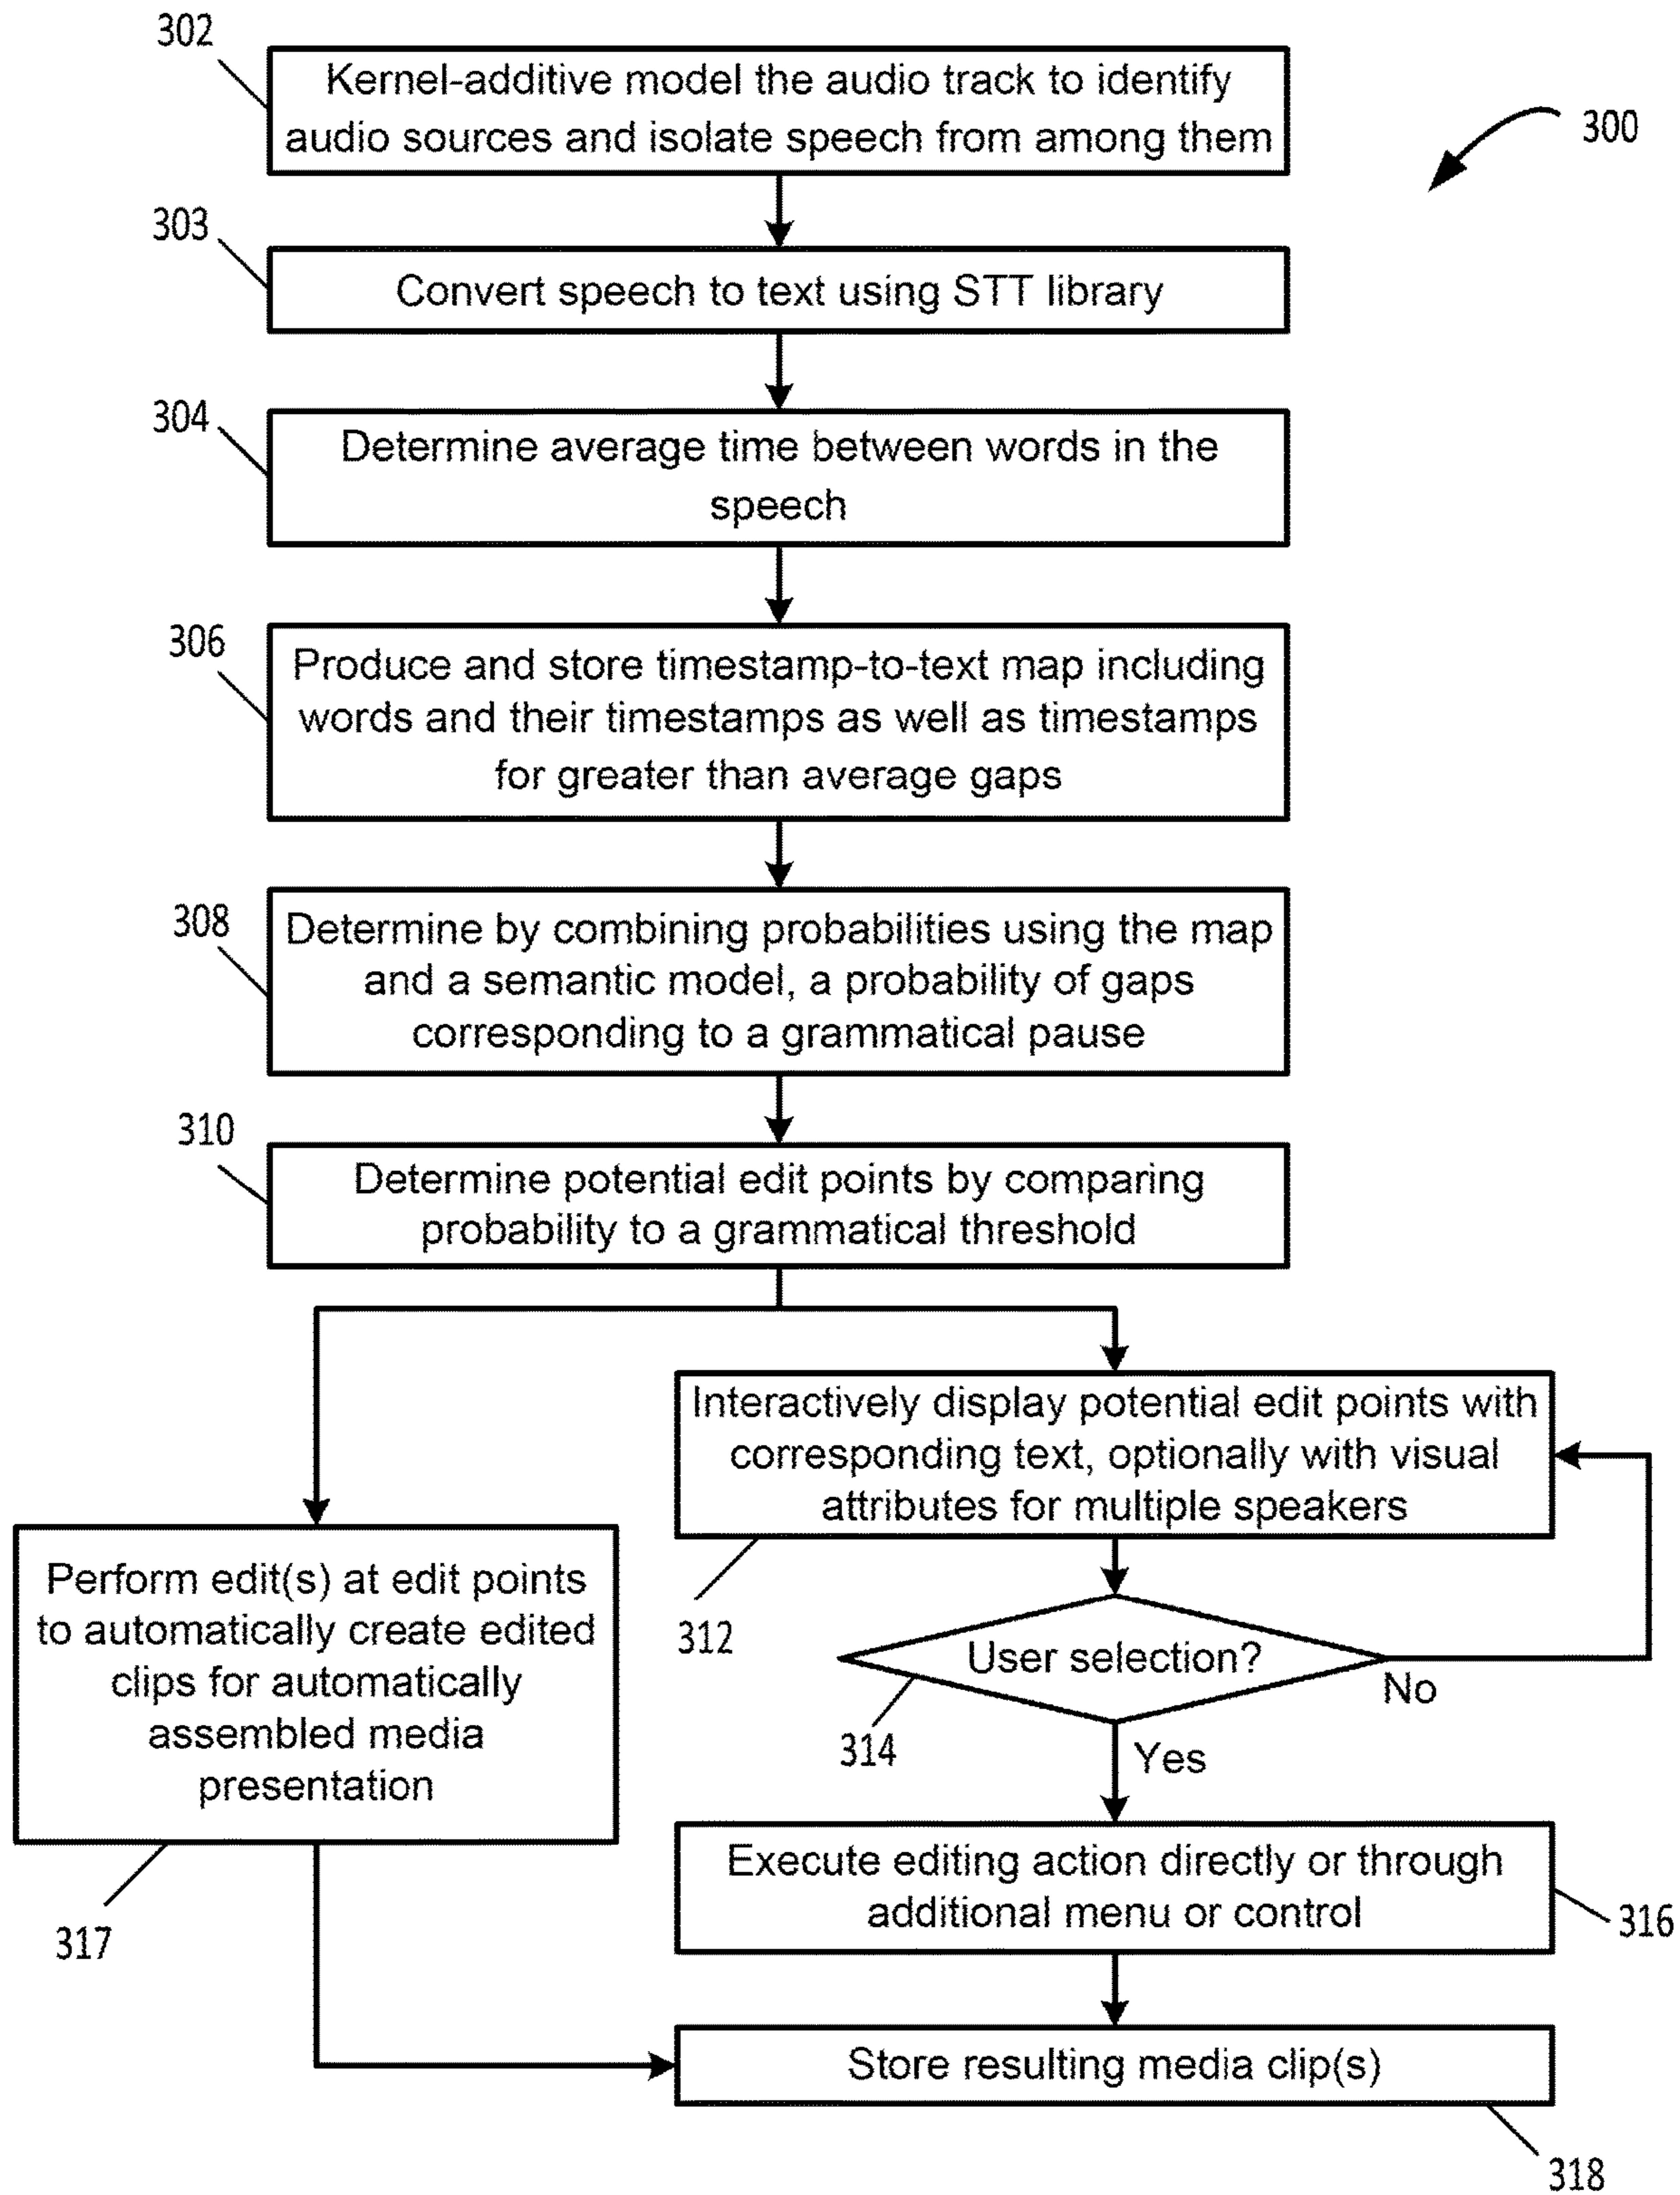 302
Kernel-additive model the audio track to identify
audio sources and isolate speech from among them
300
303
Convert speech to text using STT library
304
Determine average time between words in the
speech
306
Produce and store timestamp-to-text map including
words and their timestamps as well as timestamps
for greater than average gaps
308
Determine by combining probabilities using the map
and a semantic model, a probability of gaps
corresponding to a grammatical pause
310
Determine potential edit points by comparing
probability to a grammatical threshold
Interactively display potential edit points with
corresponding text, optionally with visual
attributes for multiple speakers
312
Perform edit(s) at edit points
to automatically create edited
clips for automatically
assembled media
presentation
317
User selection?
No
314
Yes
Execute editing action directly or through
additional menu or control
316
Store resulting media clip(s)
318